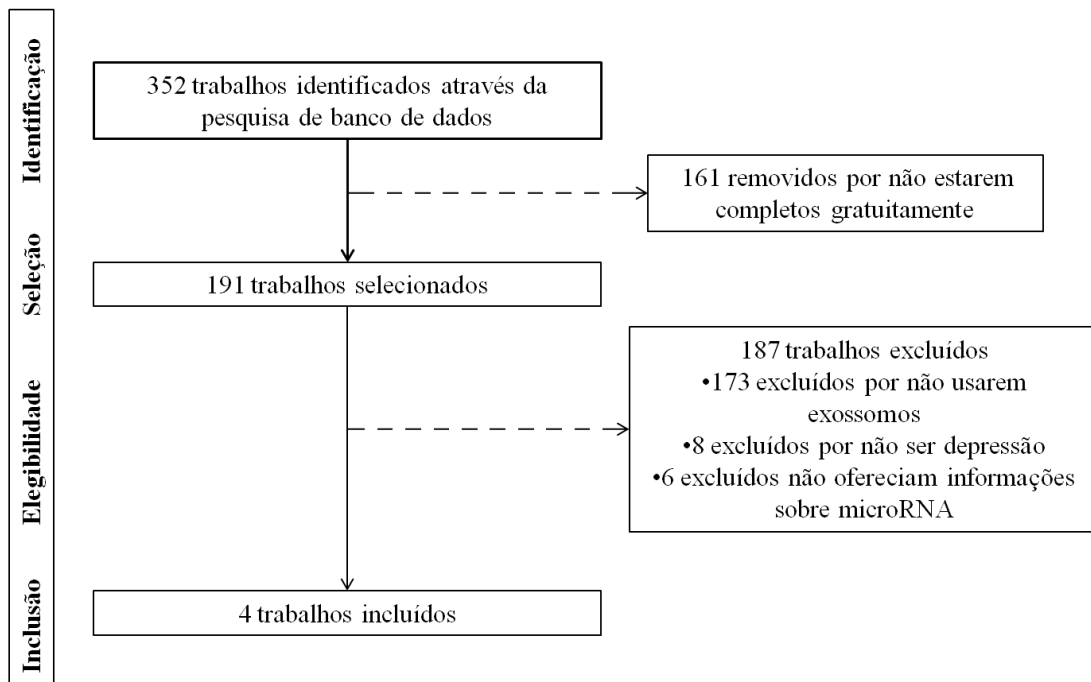 Identificação
352 trabalhos identificados através da
pesquisa de banco de dados
161 removidos por não estarem
completos gratuitamente
Seleção
191 trabalhos selecionados
Elegibilidade
187 trabalhos excluídos
•173 excluídos por não usarem
exossomos
•8 excluídos por não ser depressão
•6 excluídos não ofereciam informações
sobre microRNA
Inclusão
4 trabalhos incluídos